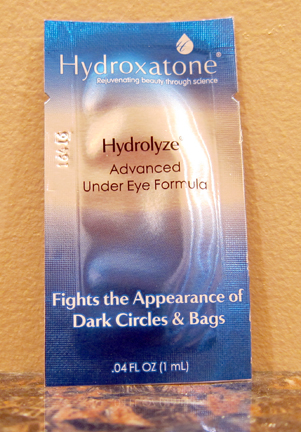 Hydroxatone®
Rejuvenating beauty through science
Hydrolyze®
Advanced
Under Eye Formula
Fights the Appearance of
Dark Circles & Bags
.04 FL OZ (1 mL)